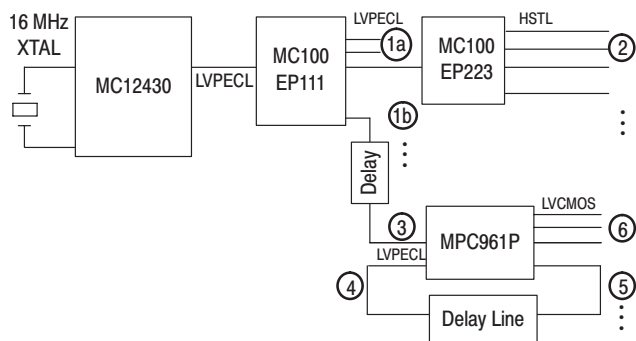 16 MHz
XTAL
MC12430
LVPECL
MC100
EP111
LVPECL
1a
MC100
EP223
HSTL
2
1b
Delay
3
LVPECL
MPC961P
LVCMOS
6
4
Delay Line
5